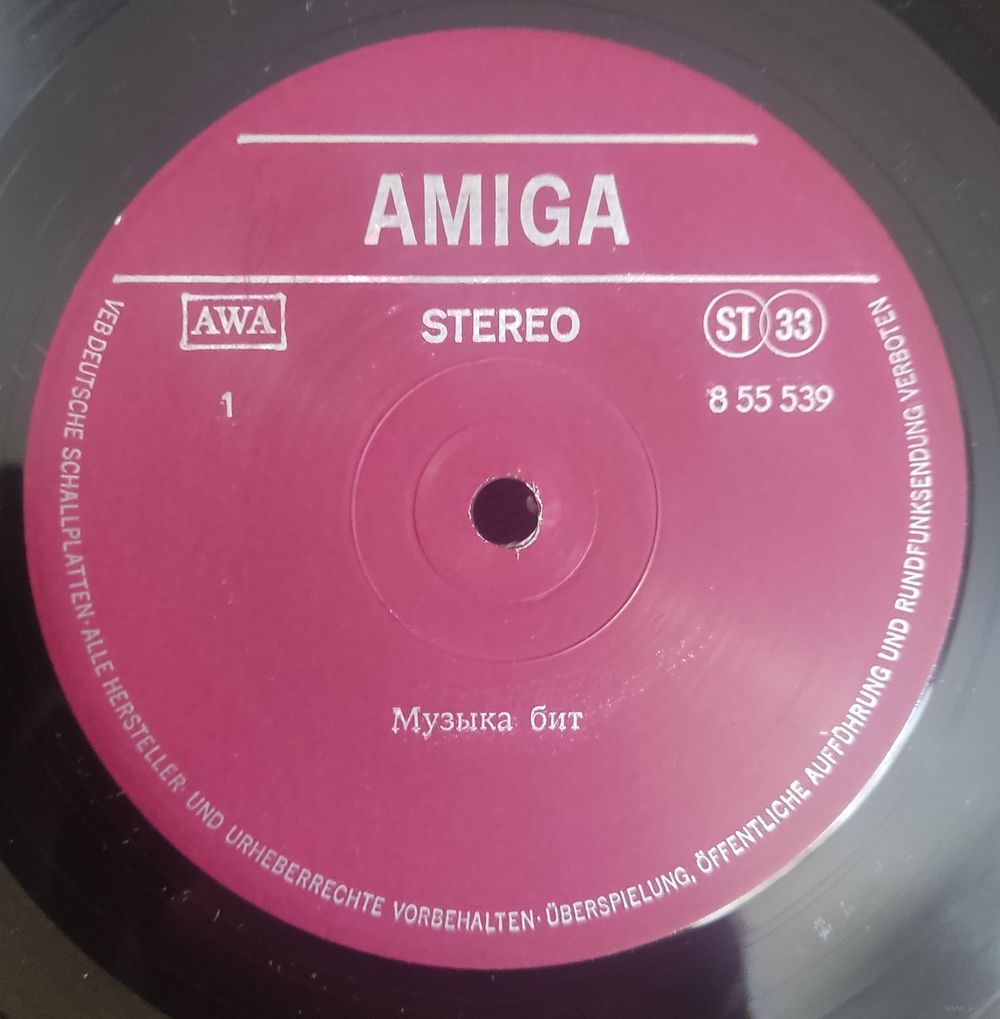 AMIGA
AWA
STEREO
ST 33
1
8 55 539
Музыка бит
VEB DEUTSCHE SCHALLPLATTEN · ALLE HERSTELLER- UND URHEBERRECHTE VORBEHALTEN · ÜBERSPIELUNG, ÖFFENTLICHE AUFFÜHRUNG UND RUNDFUNKSENDUNG VERBOTEN